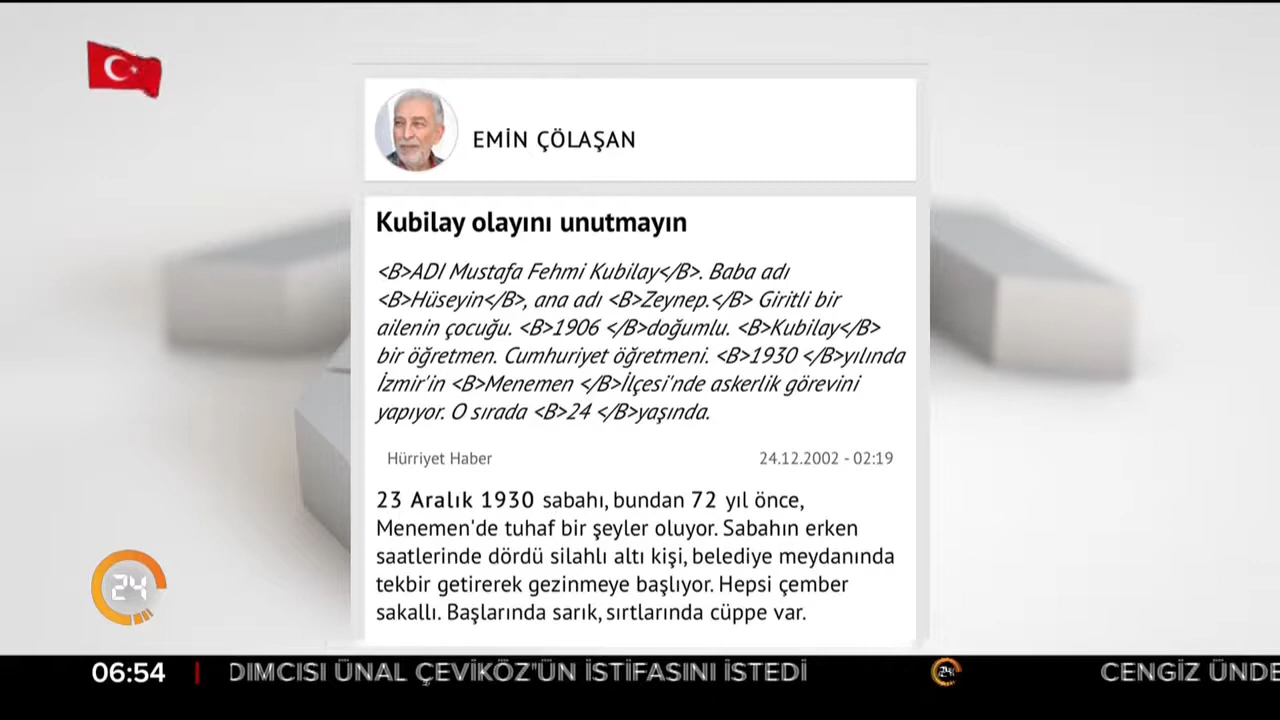 EMİN ÇÖLAŞAN
Kubilay olayını unutmayın
<B>ADI Mustafa Fehmi Kubilay</B>. Baba adı
<B>Hüseyin</B>, ana adı <B>Zeynep.</B> Giritli bir
ailenin çocuğu. <B>1906 </B>doğumlu. <B>Kubilay</B>
bir öğretmen. Cumhuriyet öğretmeni. <B>1930 </B>yılında
İzmir'in <B>Menemen </B>İlçesi'nde askerlik görevini
yapıyor. O sırada <B>24 </B>yaşında.
Hürriyet Haber 24.12.2002 - 02:19
23 Aralık 1930 sabahı, bundan 72 yıl önce,
Menemen'de tuhaf bir şeyler oluyor. Sabahın erken
saatlerinde dördü silahlı altı kişi, belediye meydanında
tekbir getirerek gezinmeye başlıyor. Hepsi çember
sakallı. Başlarında sarık, sırtlarında cüppe var.
24
06:54 DIMCISI ÜNAL ÇEVİKÖZ"ÜN İSTİFASINI İSTEDİ 24 CENGİZ ÜNDE